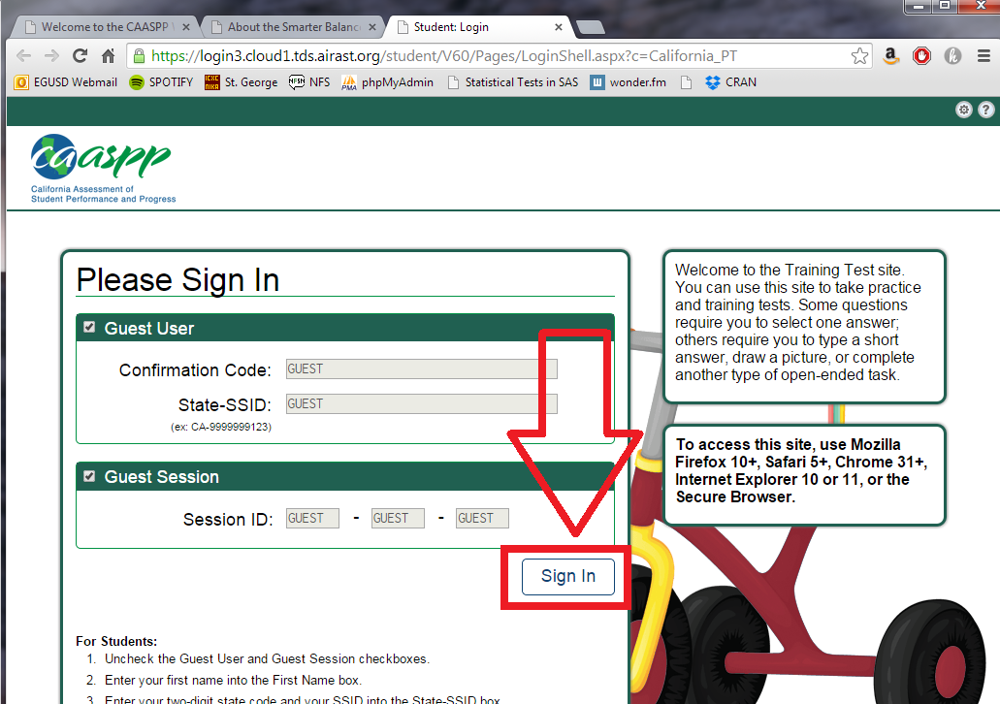 Welcome to the CAASPP
About the Smarter Balance
Student: Login
https://login3.cloud1.tds.airast.org/student/V60/Pages/LoginShell.aspx?c=California_PT
EGUSD Webmail
SPOTIFY
St. George
NFS
phpMyAdmin
Statistical Tests in SAS
wonder.fm
CRAN
caaspp
California Assessment of
Student Performance and Progress
Please Sign In
Guest User
Confirmation Code: GUEST
State-SSID: GUEST
(ex: CA-9999999123)
Guest Session
Session ID: GUEST - GUEST - GUEST
Sign In
For Students:
1. Uncheck the Guest User and Guest Session checkboxes.
2. Enter your first name into the First Name box.
3. Enter your two-digit state code and your SSID into the State-SSID box
Welcome to the Training Test site.
You can use this site to take practice
and training tests. Some questions
require you to select one answer;
others require you to type a short
answer, draw a picture, or complete
another type of open-ended task.
To access this site, use Mozilla
Firefox 10+, Safari 5+, Chrome 31+,
Internet Explorer 10 or 11, or the
Secure Browser.